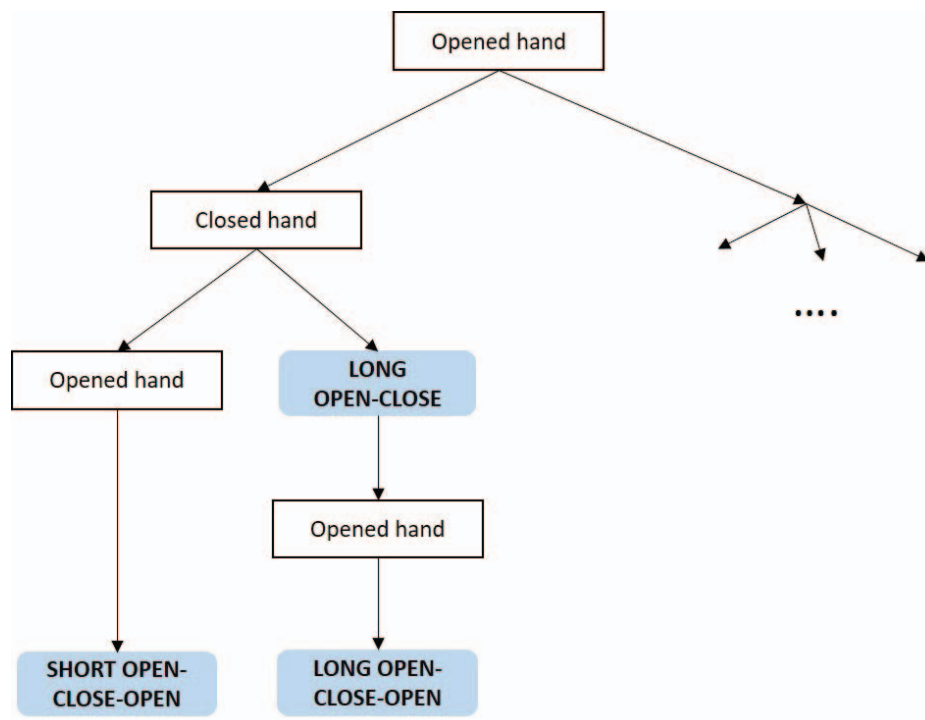 Opened hand
Closed hand
....
Opened hand
LONG
OPEN-CLOSE
Opened hand
SHORT OPEN-
CLOSE-OPEN
LONG OPEN-
CLOSE-OPEN